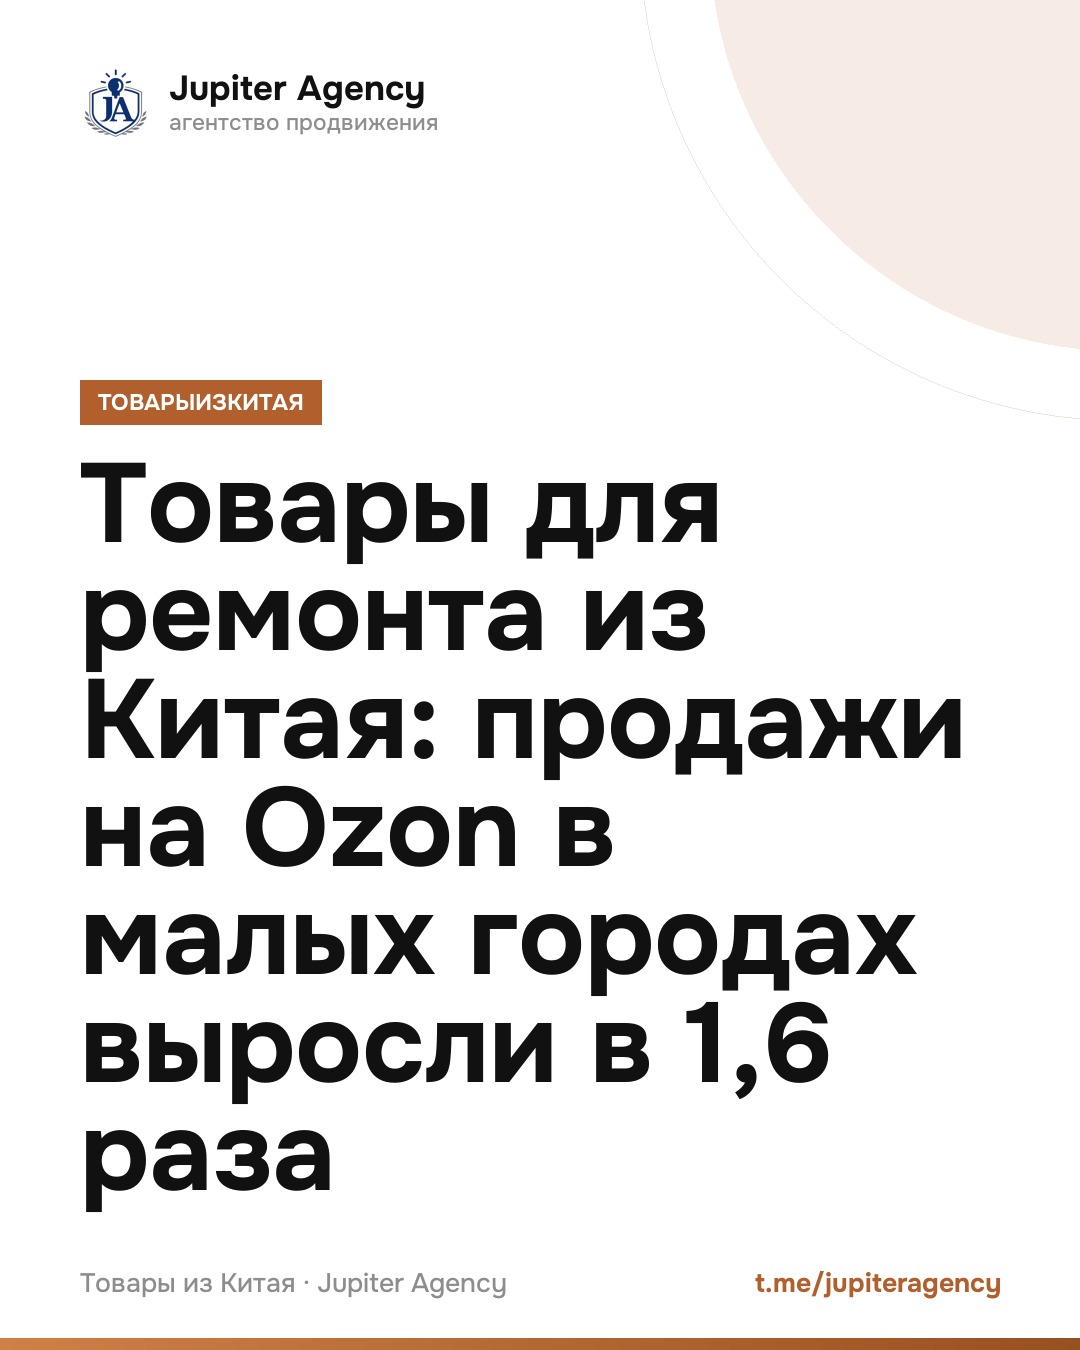 JA
Jupiter Agency
агентство продвижения
ТОВАРЫИЗКИТАЯ
Товары для
ремонта из
Китая: продажи
на Ozon в
малых городах
выросли в 1,6
раза
Товары из Китая · Jupiter Agency
t.me/jupiteragency